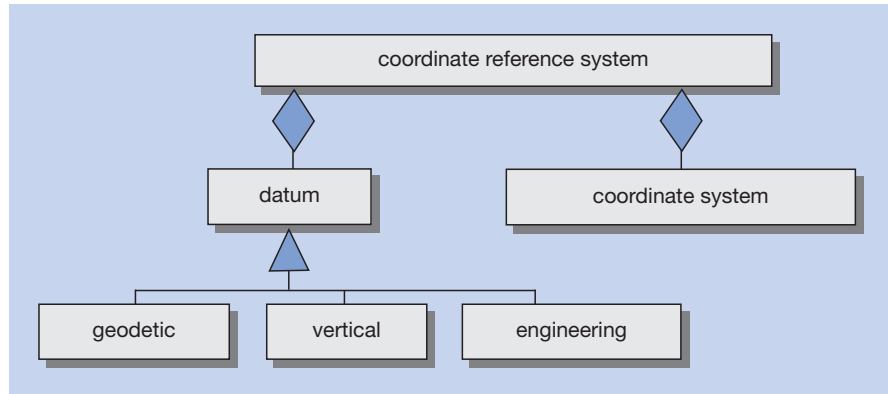 coordinate reference system
datum
coordinate system
geodetic
vertical
engineering